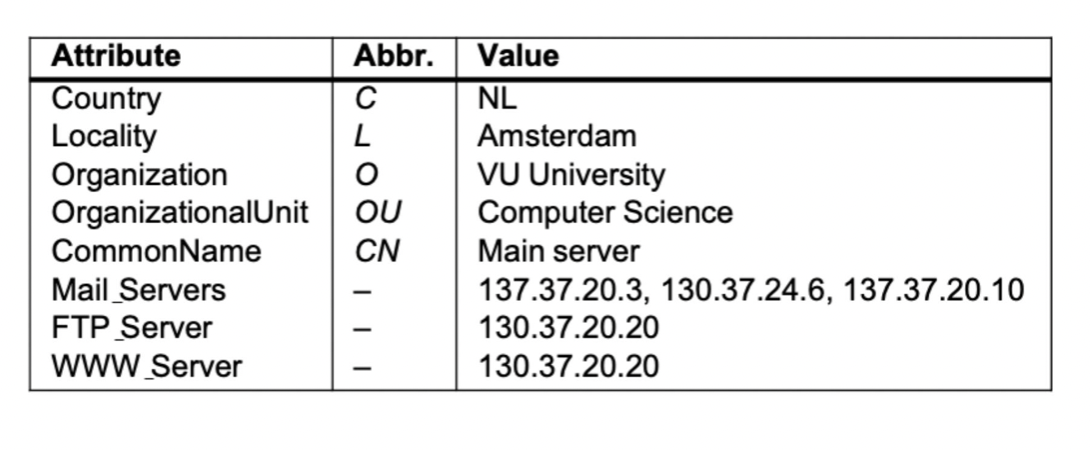 Attribute Abbr. Value
Country C NL
Locality L Amsterdam
Organization O VU University
OrganizationalUnit OU Computer Science
CommonName CN Main server
Mail_Servers – 137.37.20.3, 130.37.24.6, 137.37.20.10
FTP_Server – 130.37.20.20
WWW_Server – 130.37.20.20